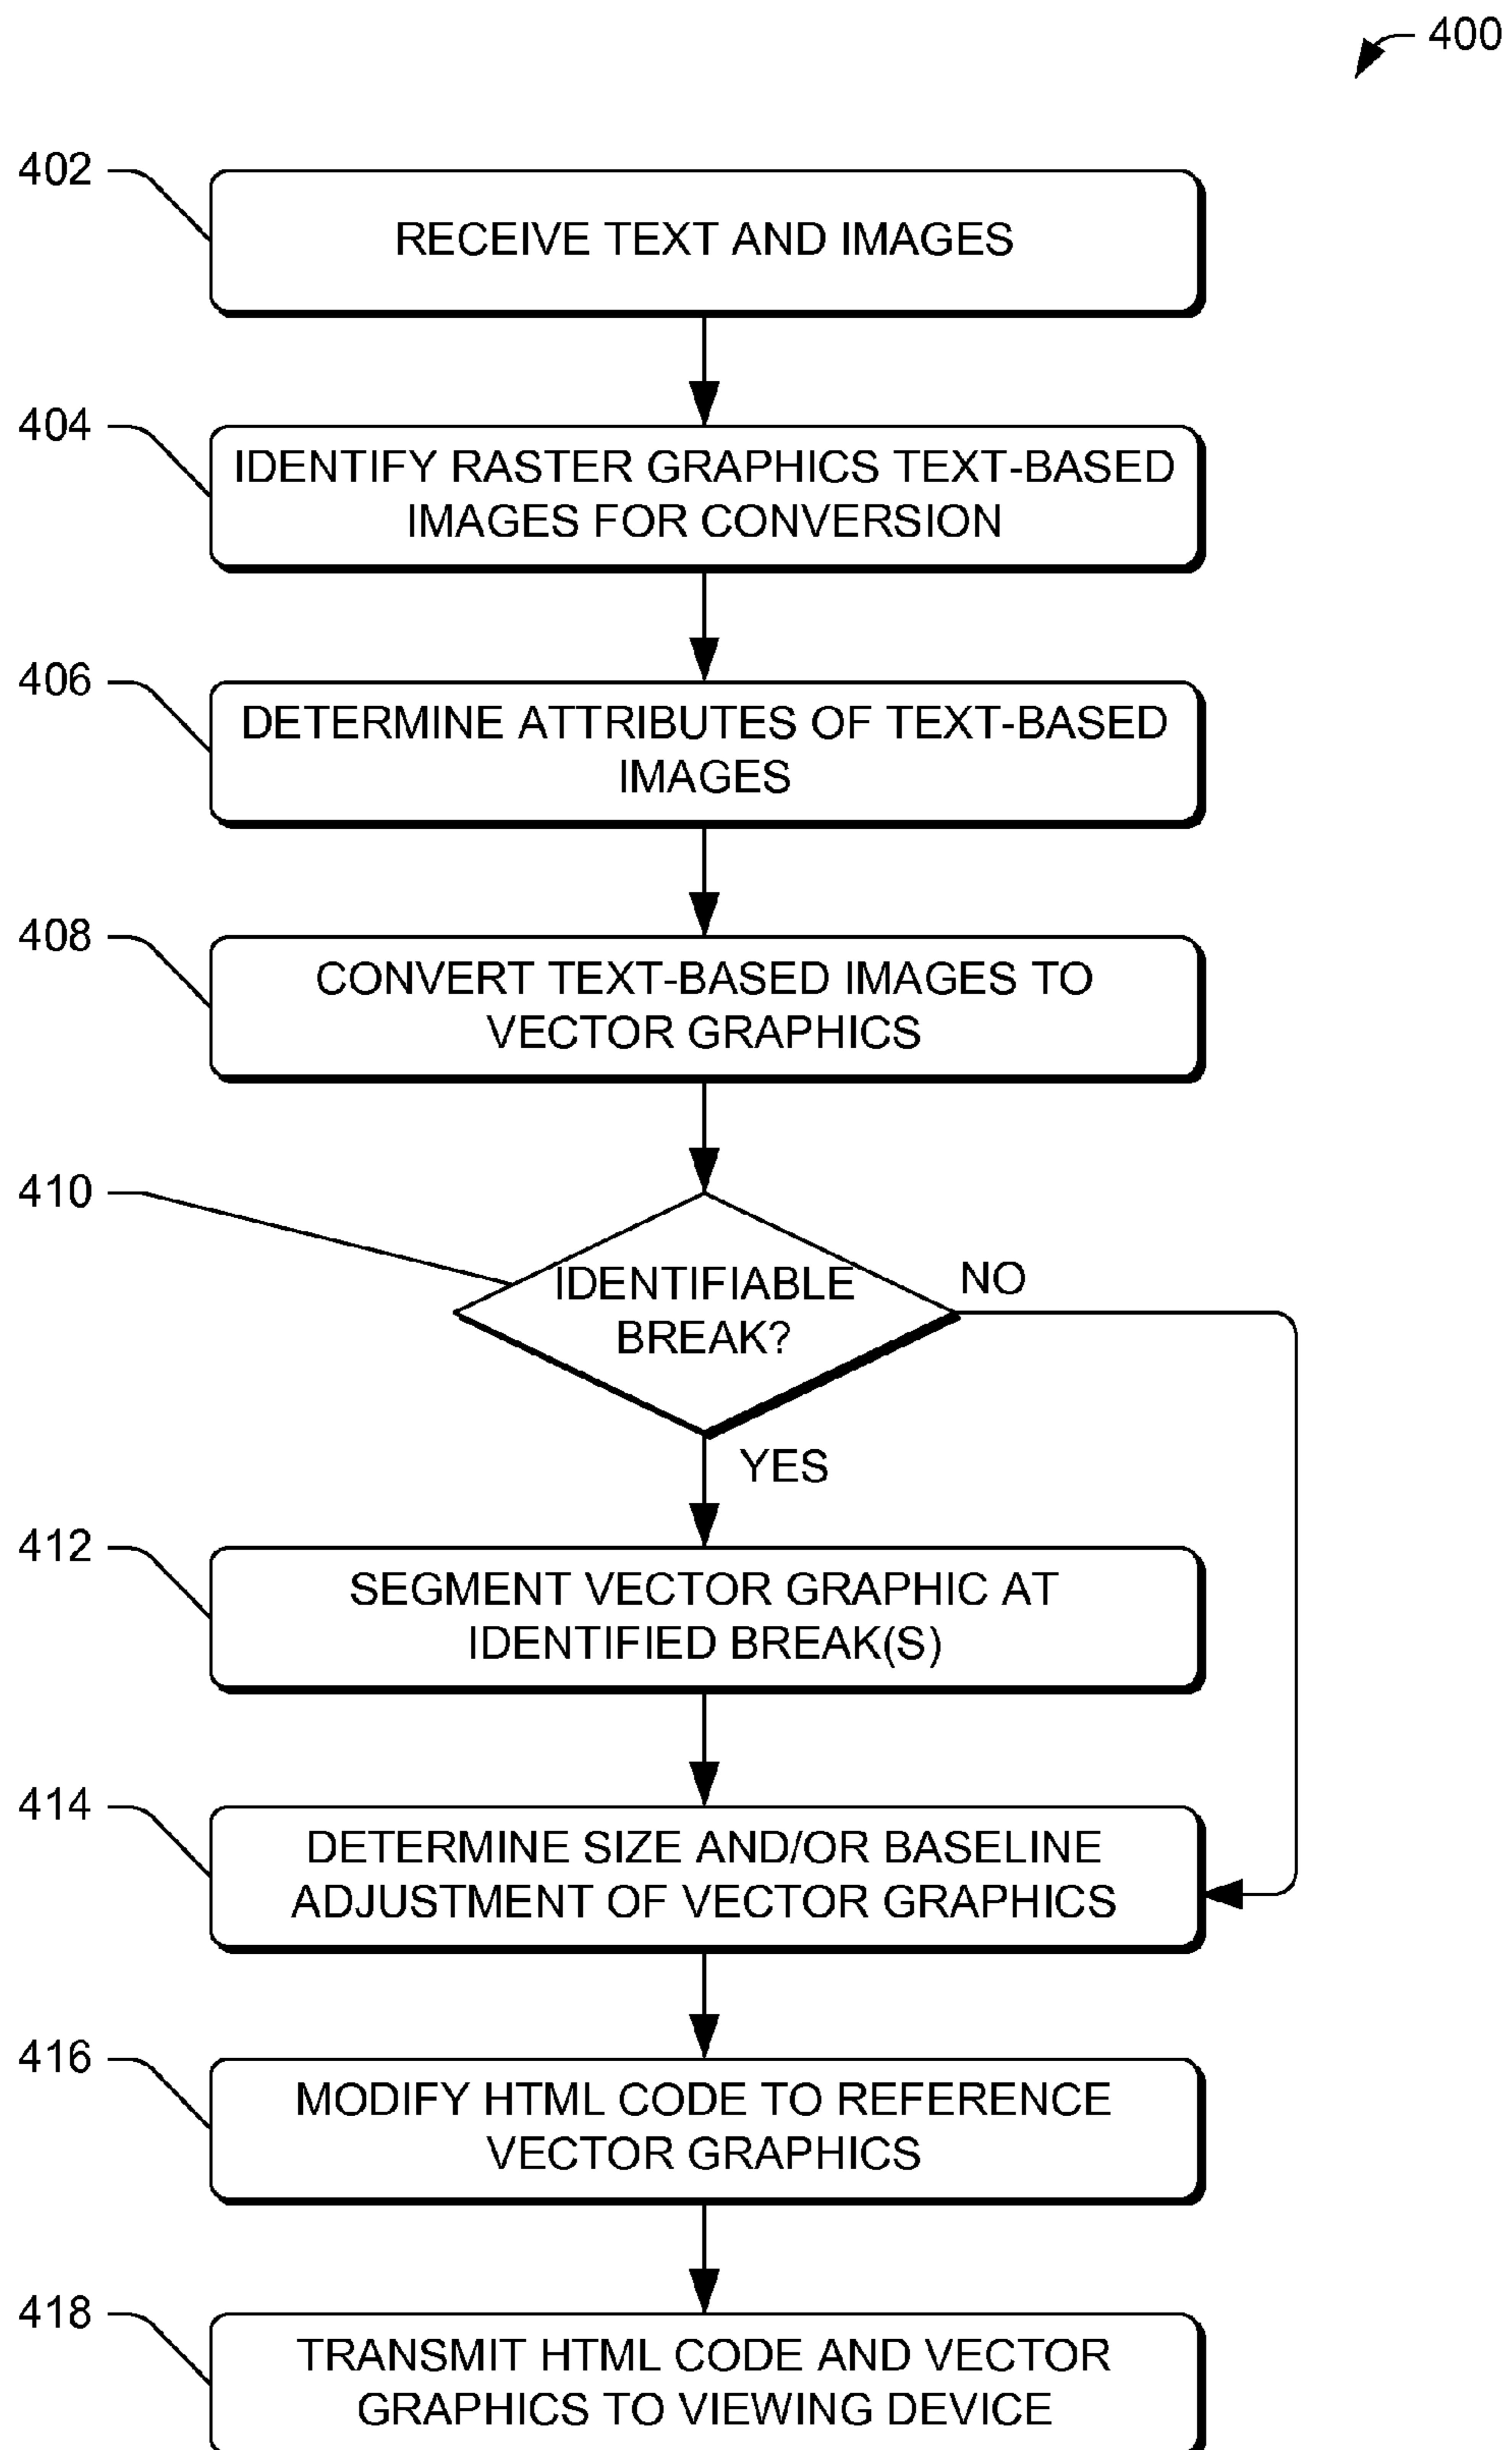 400
402
RECEIVE TEXT AND IMAGES
404
IDENTIFY RASTER GRAPHICS TEXT-BASED
IMAGES FOR CONVERSION
406
DETERMINE ATTRIBUTES OF TEXT-BASED
IMAGES
408
CONVERT TEXT-BASED IMAGES TO
VECTOR GRAPHICS
410
IDENTIFIABLE
BREAK?
NO
YES
412
SEGMENT VECTOR GRAPHIC AT
IDENTIFIED BREAK(S)
414
DETERMINE SIZE AND/OR BASELINE
ADJUSTMENT OF VECTOR GRAPHICS
416
MODIFY HTML CODE TO REFERENCE
VECTOR GRAPHICS
418
TRANSMIT HTML CODE AND VECTOR
GRAPHICS TO VIEWING DEVICE